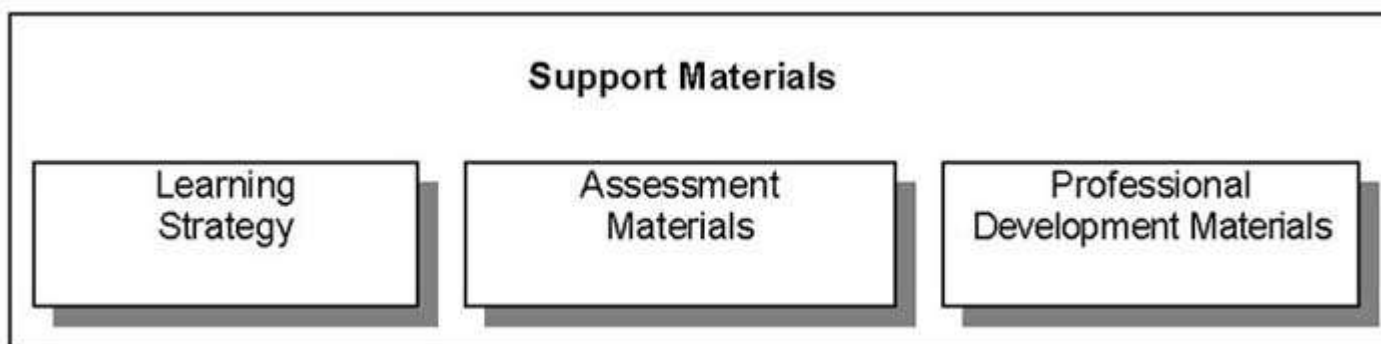 Support Materials
Learning
Strategy
Assessment
Materials
Professional
Development Materials